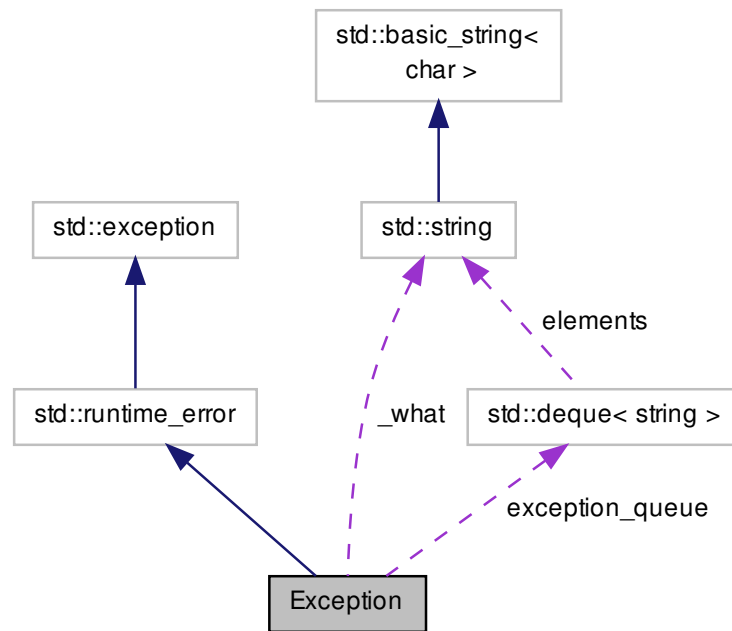 std::basic_string<
char >
std::exception
std::string
elements
std::runtime_error
_what
std::deque< string >
exception_queue
Exception